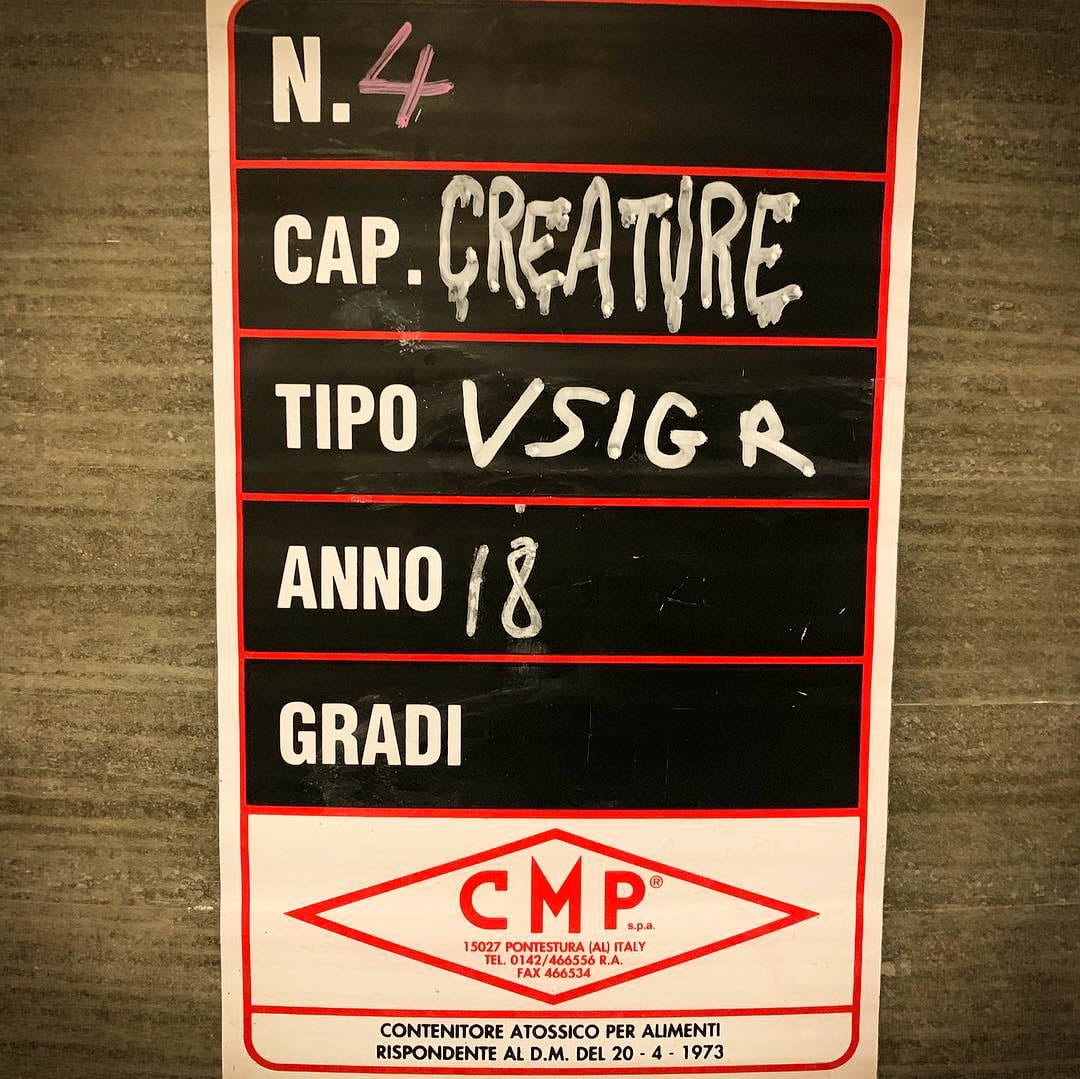 N. 4
CAP. CREATURE
TIPO VSIG R
ANNO 18
GRADI
CMP®
s.p.a.
15027 PONTESTURA (AL) ITALY
TEL. 0142/466556 R.A.
FAX 466534
CONTENITORE ATOSSICO PER ALIMENTI
RISPONDENTE AL D.M. DEL 20 - 4 - 1973